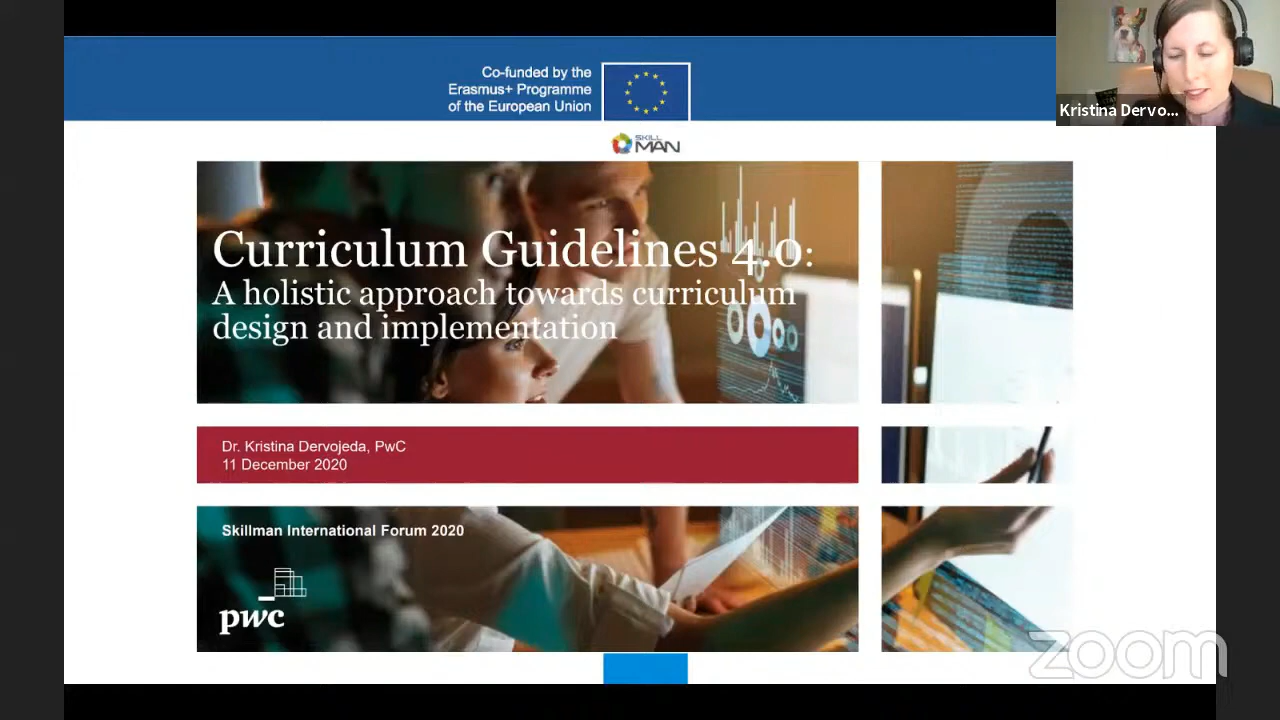 Co-funded by the
Erasmus+ Programme
of the European Union
Kristina Dervo...
SKILL
MAN
Curriculum Guidelines 4.0:
A holistic approach towards curriculum
design and implementation
Dr. Kristina Dervojeda, PwC
11 December 2020
Skillman International Forum 2020
pwc
zoom